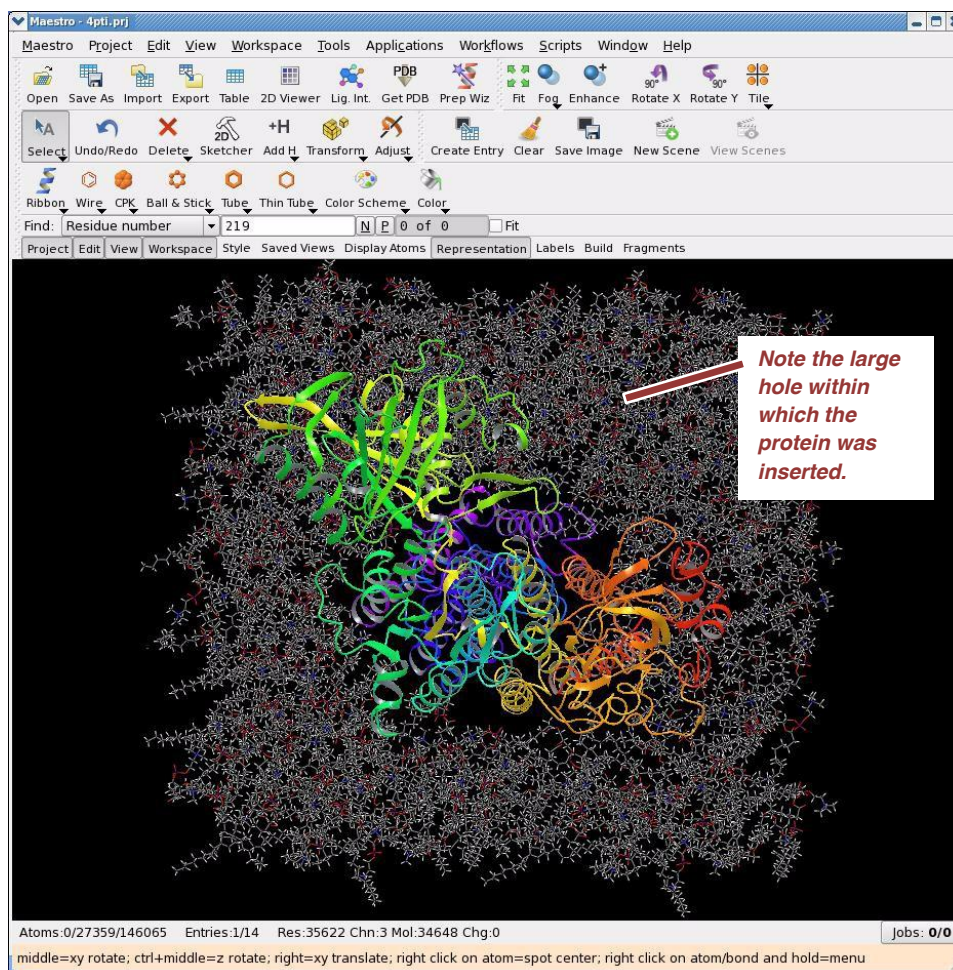 Maestro - 4pti.prj
Maestro Project Edit View Workspace Tools Applications Workflows Scripts Window Help
Open Save As Import Export Table 2D Viewer Lig. Int. Get PDB Prep Wiz Fit Fog Enhance Rotate X Rotate Y Tile
Select Undo/Redo Delete Sketcher Add H Transform Adjust Create Entry Clear Save Image New Scene View Scenes
Ribbon Wire CPK Ball & Stick Tube Thin Tube Color Scheme Color
Find: Residue number 219 N P 0 of 0 Fit
Project Edit View Workspace Style Saved Views Display Atoms Representation Labels Build Fragments
Note the large
hole within
which the
protein was
inserted.
Atoms:0/27359/146065 Entries:1/14 Res:35622 Chn:3 Mol:34648 Chg:0 Jobs: 0/0
middle=xy rotate; ctrl+middle=z rotate; right=xy translate; right click on atom=spot center; right click on atom/bond and hold=menu